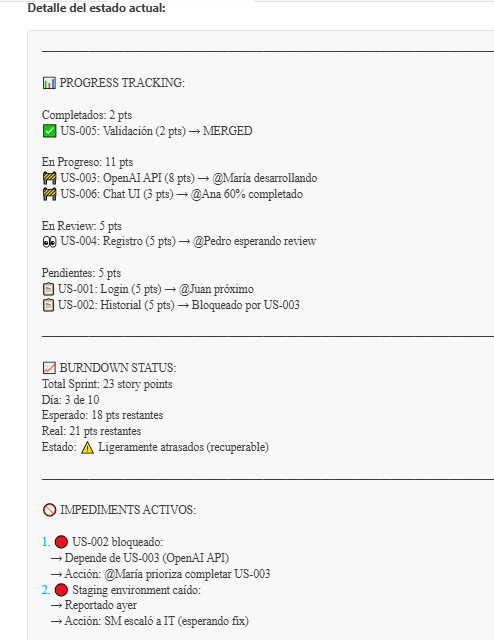 Detalle del estado actual:
📊 PROGRESS TRACKING:
Completados: 2 pts
✅ US-005: Validación (2 pts) → MERGED
En Progreso: 11 pts
🚧 US-003: OpenAI API (8 pts) → @María desarrollando
🚧 US-006: Chat UI (3 pts) → @Ana 60% completado
En Review: 5 pts
👀 US-004: Registro (5 pts) → @Pedro esperando review
Pendientes: 5 pts
📋 US-001: Login (5 pts) → @Juan próximo
📋 US-002: Historial (5 pts) → Bloqueado por US-003
📈 BURNDOWN STATUS:
Total Sprint: 23 story points
Día: 3 de 10
Esperado: 18 pts restantes
Real: 21 pts restantes
Estado: ⚠️ Ligeramente atrasados (recuperable)
🚫 IMPEDIMENTS ACTIVOS:
1. 🔴 US-002 bloqueado:
→ Depende de US-003 (OpenAI API)
→ Acción: @María prioriza completar US-003
2. 🔴 Staging environment caído:
→ Reportado ayer
→ Acción: SM escaló a IT (esperando fix)